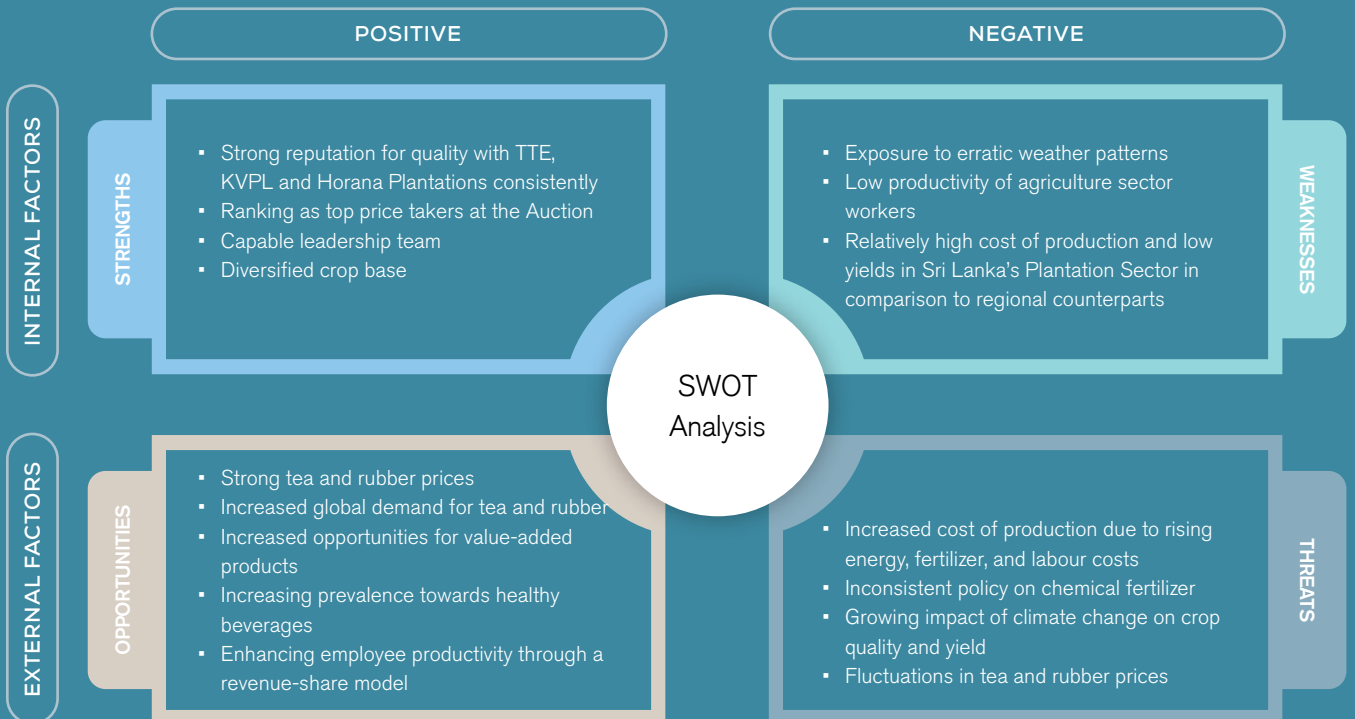 POSITIVE
NEGATIVE
INTERNAL FACTORS
STRENGTHS
▪ Strong reputation for quality with TTE,
KVPL and Horana Plantations consistently
▪ Ranking as top price takers at the Auction
▪ Capable leadership team
▪ Diversified crop base
▪ Exposure to erratic weather patterns
▪ Low productivity of agriculture sector
workers
▪ Relatively high cost of production and low
yields in Sri Lanka's Plantation Sector in
comparison to regional counterparts
WEAKNESSES
SWOT
Analysis
EXTERNAL FACTORS
OPPORTUNITIES
▪ Strong tea and rubber prices
▪ Increased global demand for tea and rubber
▪ Increased opportunities for value-added
products
▪ Increasing prevalence towards healthy
beverages
▪ Enhancing employee productivity through a
revenue-share model
▪ Increased cost of production due to rising
energy, fertilizer, and labour costs
▪ Inconsistent policy on chemical fertilizer
▪ Growing impact of climate change on crop
quality and yield
▪ Fluctuations in tea and rubber prices
THREATS